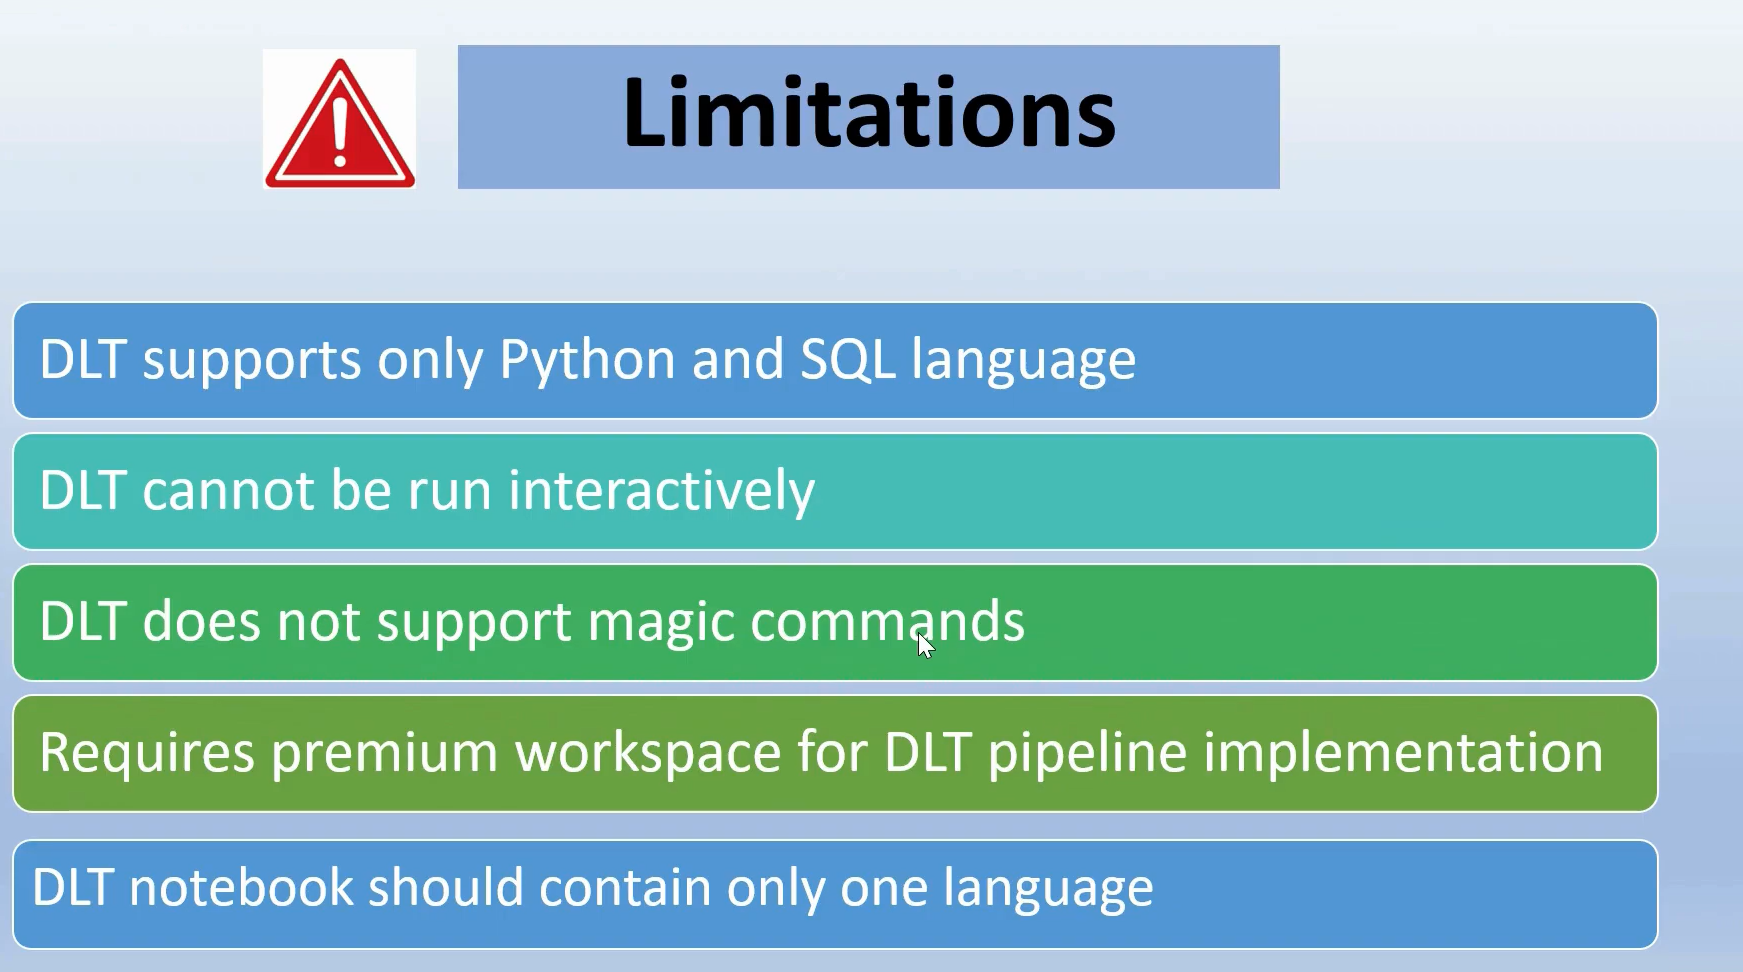 Limitations
DLT supports only Python and SQL language
DLT cannot be run interactively
DLT does not support magic commands
Requires premium workspace for DLT pipeline implementation
DLT notebook should contain only one language